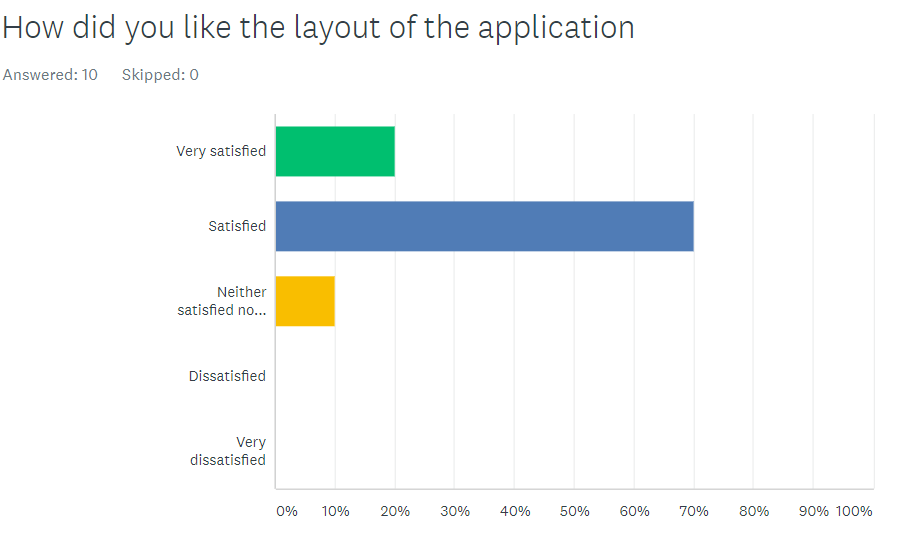 How did you like the layout of the application
Answered: 10 Skipped: 0
Very satisfied
Satisfied
Neither
satisfied no...
Dissatisfied
Very
dissatisfied
0% 10% 20% 30% 40% 50% 60% 70% 80% 90% 100%